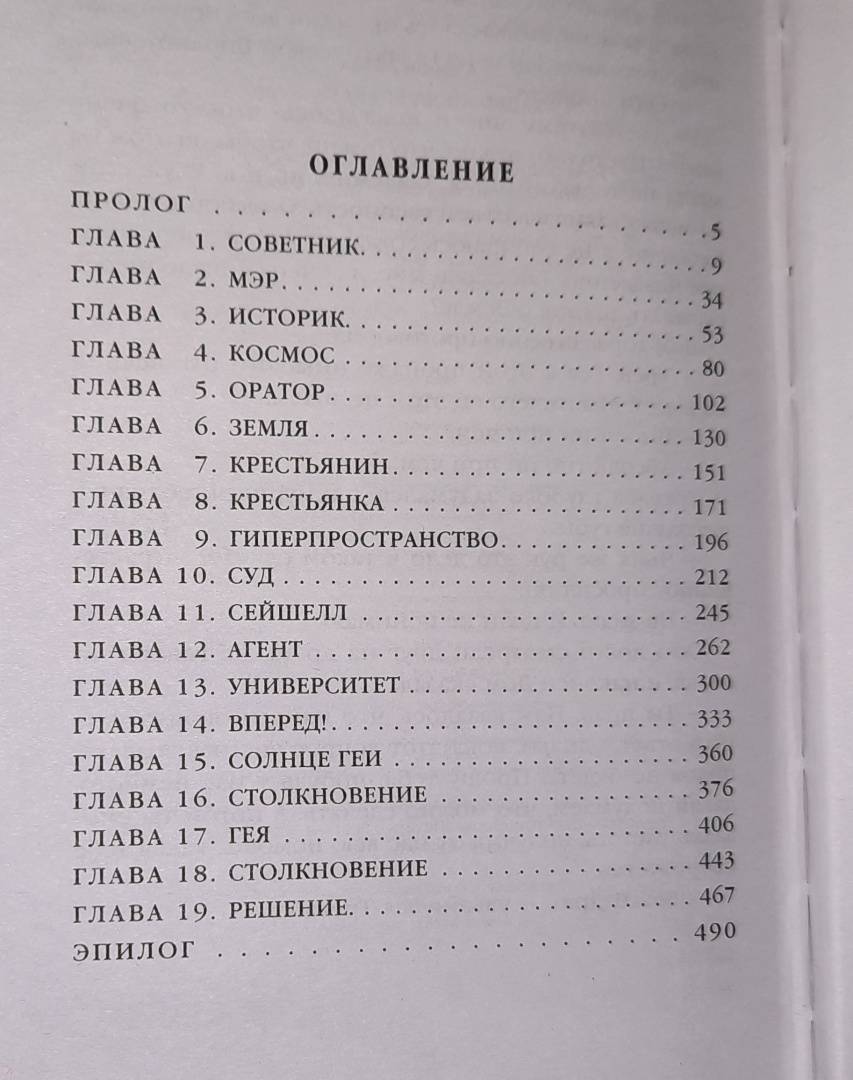 ОГЛАВЛЕНИЕ
ПРОЛОГ . . . . . . . . . . . . . . . . . . . . . . . . . . 5
ГЛАВА 1. СОВЕТНИК. . . . . . . . . . . . . . . . . . . . . . . . 9
ГЛАВА 2. МЭР. . . . . . . . . . . . . . . . . . . . . . . . 34
ГЛАВА 3. ИСТОРИК. . . . . . . . . . . . . . . . . . . . . . . . 53
ГЛАВА 4. КОСМОС . . . . . . . . . . . . . . . . . . . . . . . . 80
ГЛАВА 5. ОРАТОР. . . . . . . . . . . . . . . . . . . . . . . . 102
ГЛАВА 6. ЗЕМЛЯ . . . . . . . . . . . . . . . . . . . . . . . . 130
ГЛАВА 7. КРЕСТЬЯНИН. . . . . . . . . . . . . . . . . . . . 151
ГЛАВА 8. КРЕСТЬЯНКА . . . . . . . . . . . . . . . . . . . . 171
ГЛАВА 9. ГИПЕРПРОСТРАНСТВО. . . . . . . . . . . . 196
ГЛАВА 10. СУД . . . . . . . . . . . . . . . . . . . . . . . . 212
ГЛАВА 11. СЕЙШЕЛЛ . . . . . . . . . . . . . . . . . . . . 245
ГЛАВА 12. АГЕНТ . . . . . . . . . . . . . . . . . . . . . . . . 262
ГЛАВА 13. УНИВЕРСИТЕТ . . . . . . . . . . . . . . . . . . 300
ГЛАВА 14. ВПЕРЕД!. . . . . . . . . . . . . . . . . . . . . . 333
ГЛАВА 15. СОЛНЦЕ ГЕИ . . . . . . . . . . . . . . . . . . 360
ГЛАВА 16. СТОЛКНОВЕНИЕ . . . . . . . . . . . . . . . . 376
ГЛАВА 17. ГЕЯ . . . . . . . . . . . . . . . . . . . . . . . . 406
ГЛАВА 18. СТОЛКНОВЕНИЕ . . . . . . . . . . . . . . . . 443
ГЛАВА 19. РЕШЕНИЕ. . . . . . . . . . . . . . . . . . . . . . 467
ЭПИЛОГ . . . . . . . . . . . . . . . . . . 490